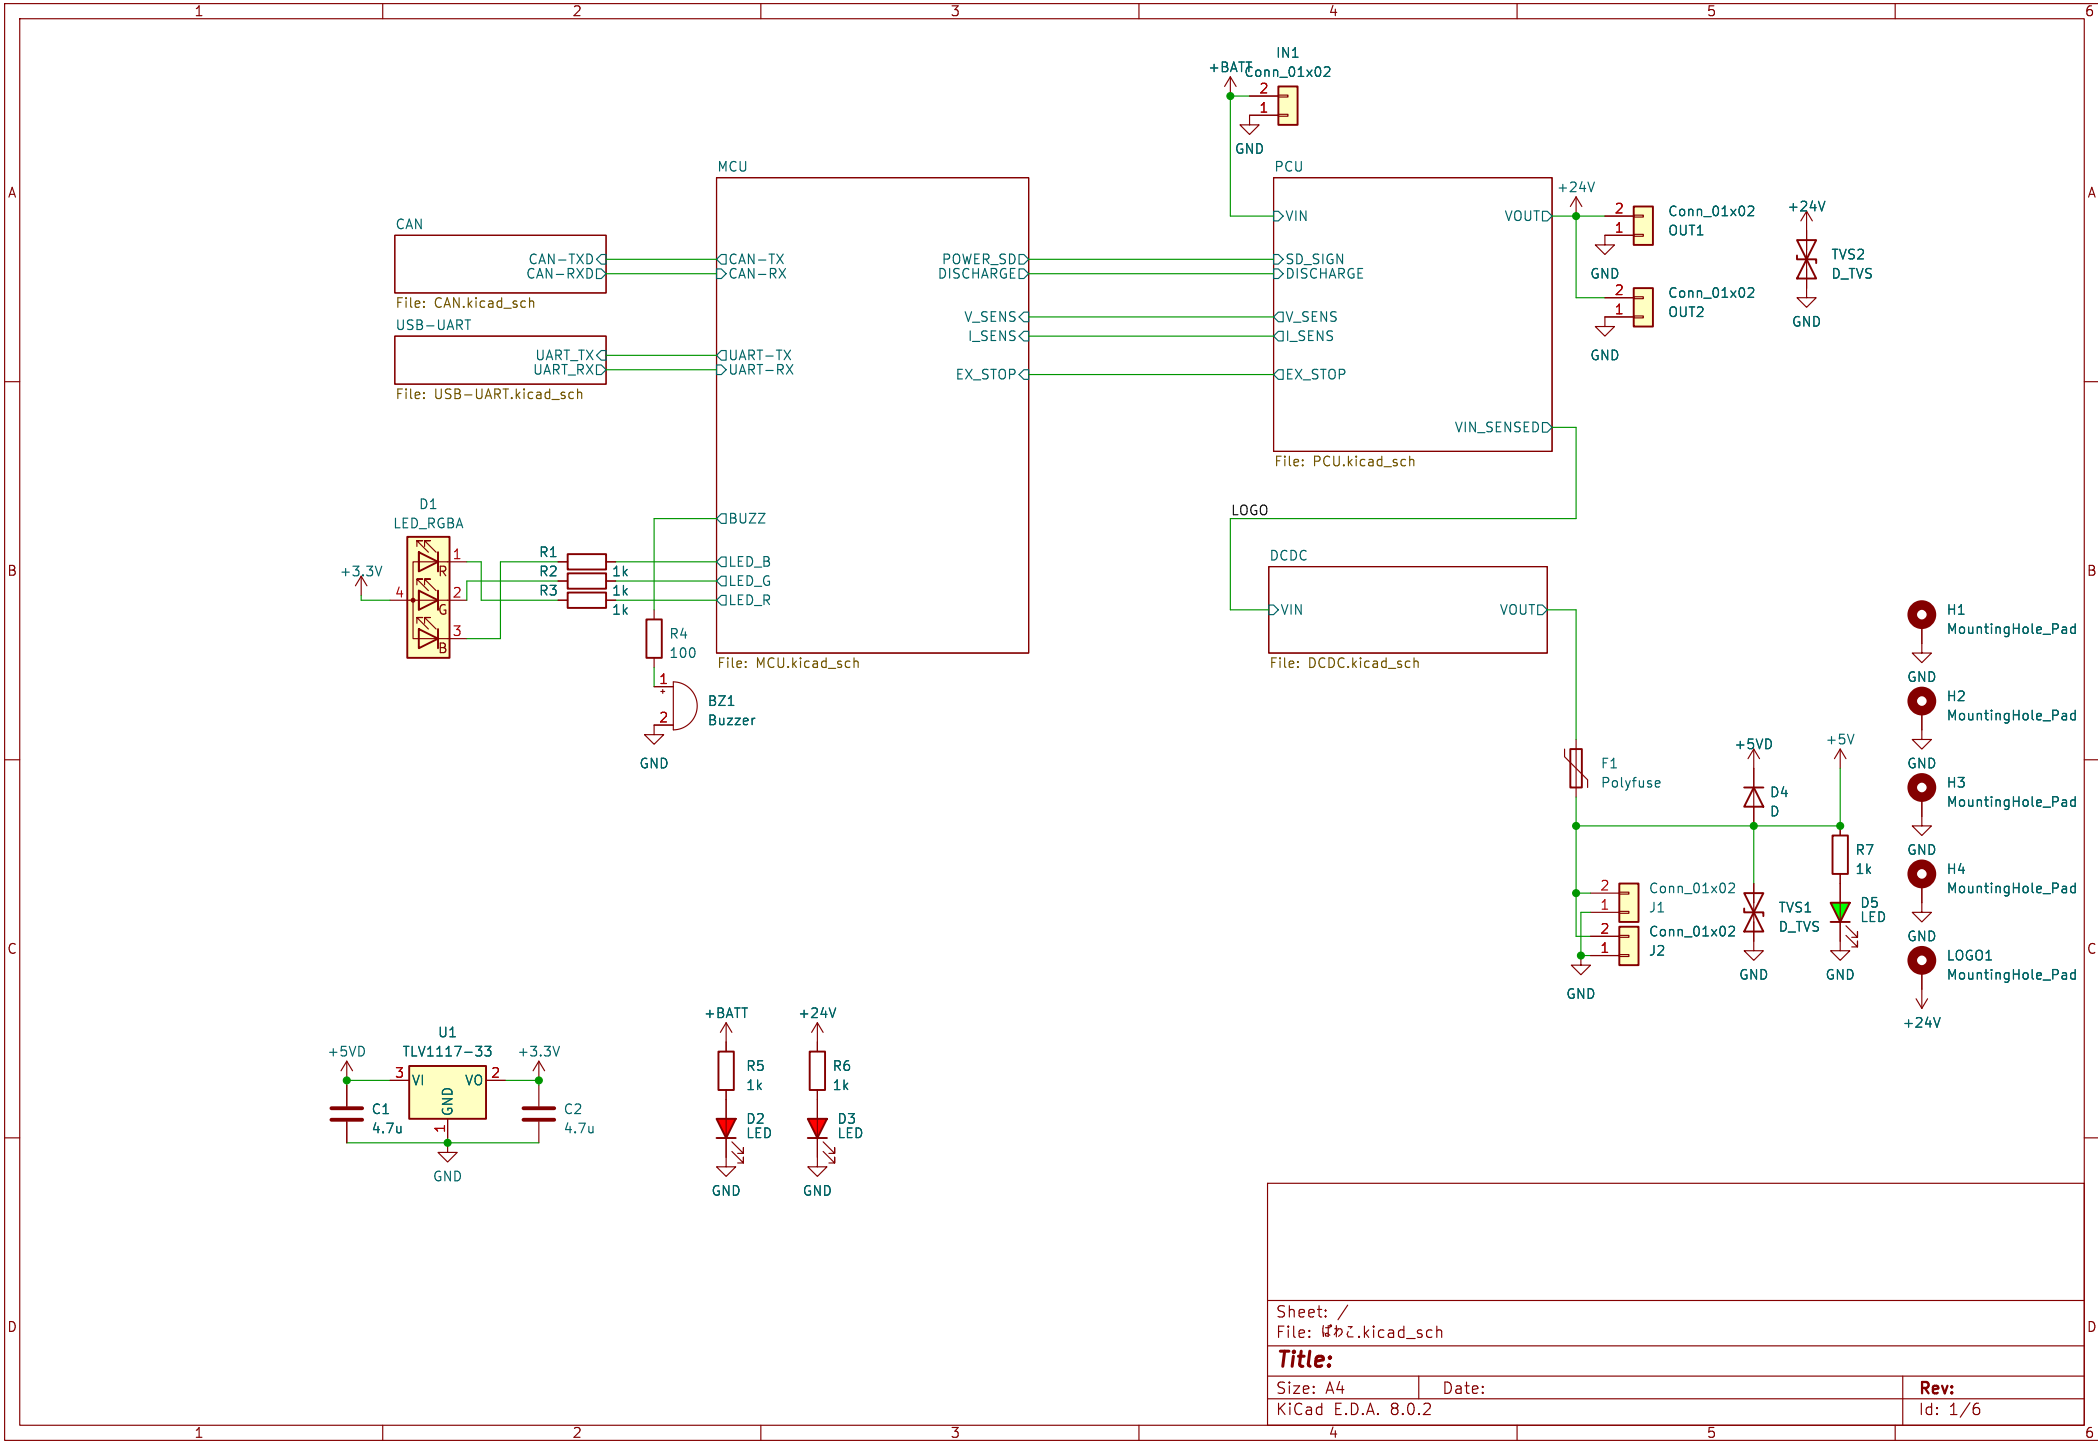 1 2 3 4 5 6
A
B
C
D
IN1
+BATT
Conn_01x02
2
1
GND
MCU
PCU
CAN
CAN-TXD
CAN-RXD
File: CAN.kicad_sch
USB-UART
UART_TX
UART_RX
File: USB-UART.kicad_sch
CAN-TX
CAN-RX
UART-TX
UART-RX
BUZZ
LED_B
LED_G
LED_R
POWER_SD
DISCHARGE
V_SENS
I_SENS
EX_STOP
File: MCU.kicad_sch
VIN
SD_SIGN
DISCHARGE
V_SENS
I_SENS
EX_STOP
VOUT
VIN_SENSED
File: PCU.kicad_sch
+24V
2
1
Conn_01x02
OUT1
GND
2
1
Conn_01x02
OUT2
GND
+24V
TVS2
D_TVS
GND
LOGO
DCDC
VIN
VOUT
File: DCDC.kicad_sch
D1
LED_RGBA
+3.3V
4
1
R
2
G
3
B
R1
1k
R2
1k
R3
1k
R4
100
1
+
2
BZ1
Buzzer
GND
F1
Polyfuse
+5VD
D4
D
+5V
R7
1k
D5
LED
GND
2
1
Conn_01x02
J1
2
1
Conn_01x02
J2
GND
TVS1
D_TVS
GND
H1
MountingHole_Pad
GND
H2
MountingHole_Pad
GND
H3
MountingHole_Pad
GND
H4
MountingHole_Pad
GND
LOGO1
MountingHole_Pad
+24V
U1
TLV1117-33
+5VD
+3.3V
3
VI
VO
2
GND
1
C1
4.7u
C2
4.7u
GND
+BATT
R5
1k
D2
LED
GND
+24V
R6
1k
D3
LED
GND
Sheet: /
File: ぱわこ.kicad_sch
Title:
Size: A4
Date:
Rev:
KiCad E.D.A. 8.0.2
Id: 1/6
A
B
C
D
1 2 3 4 5 6